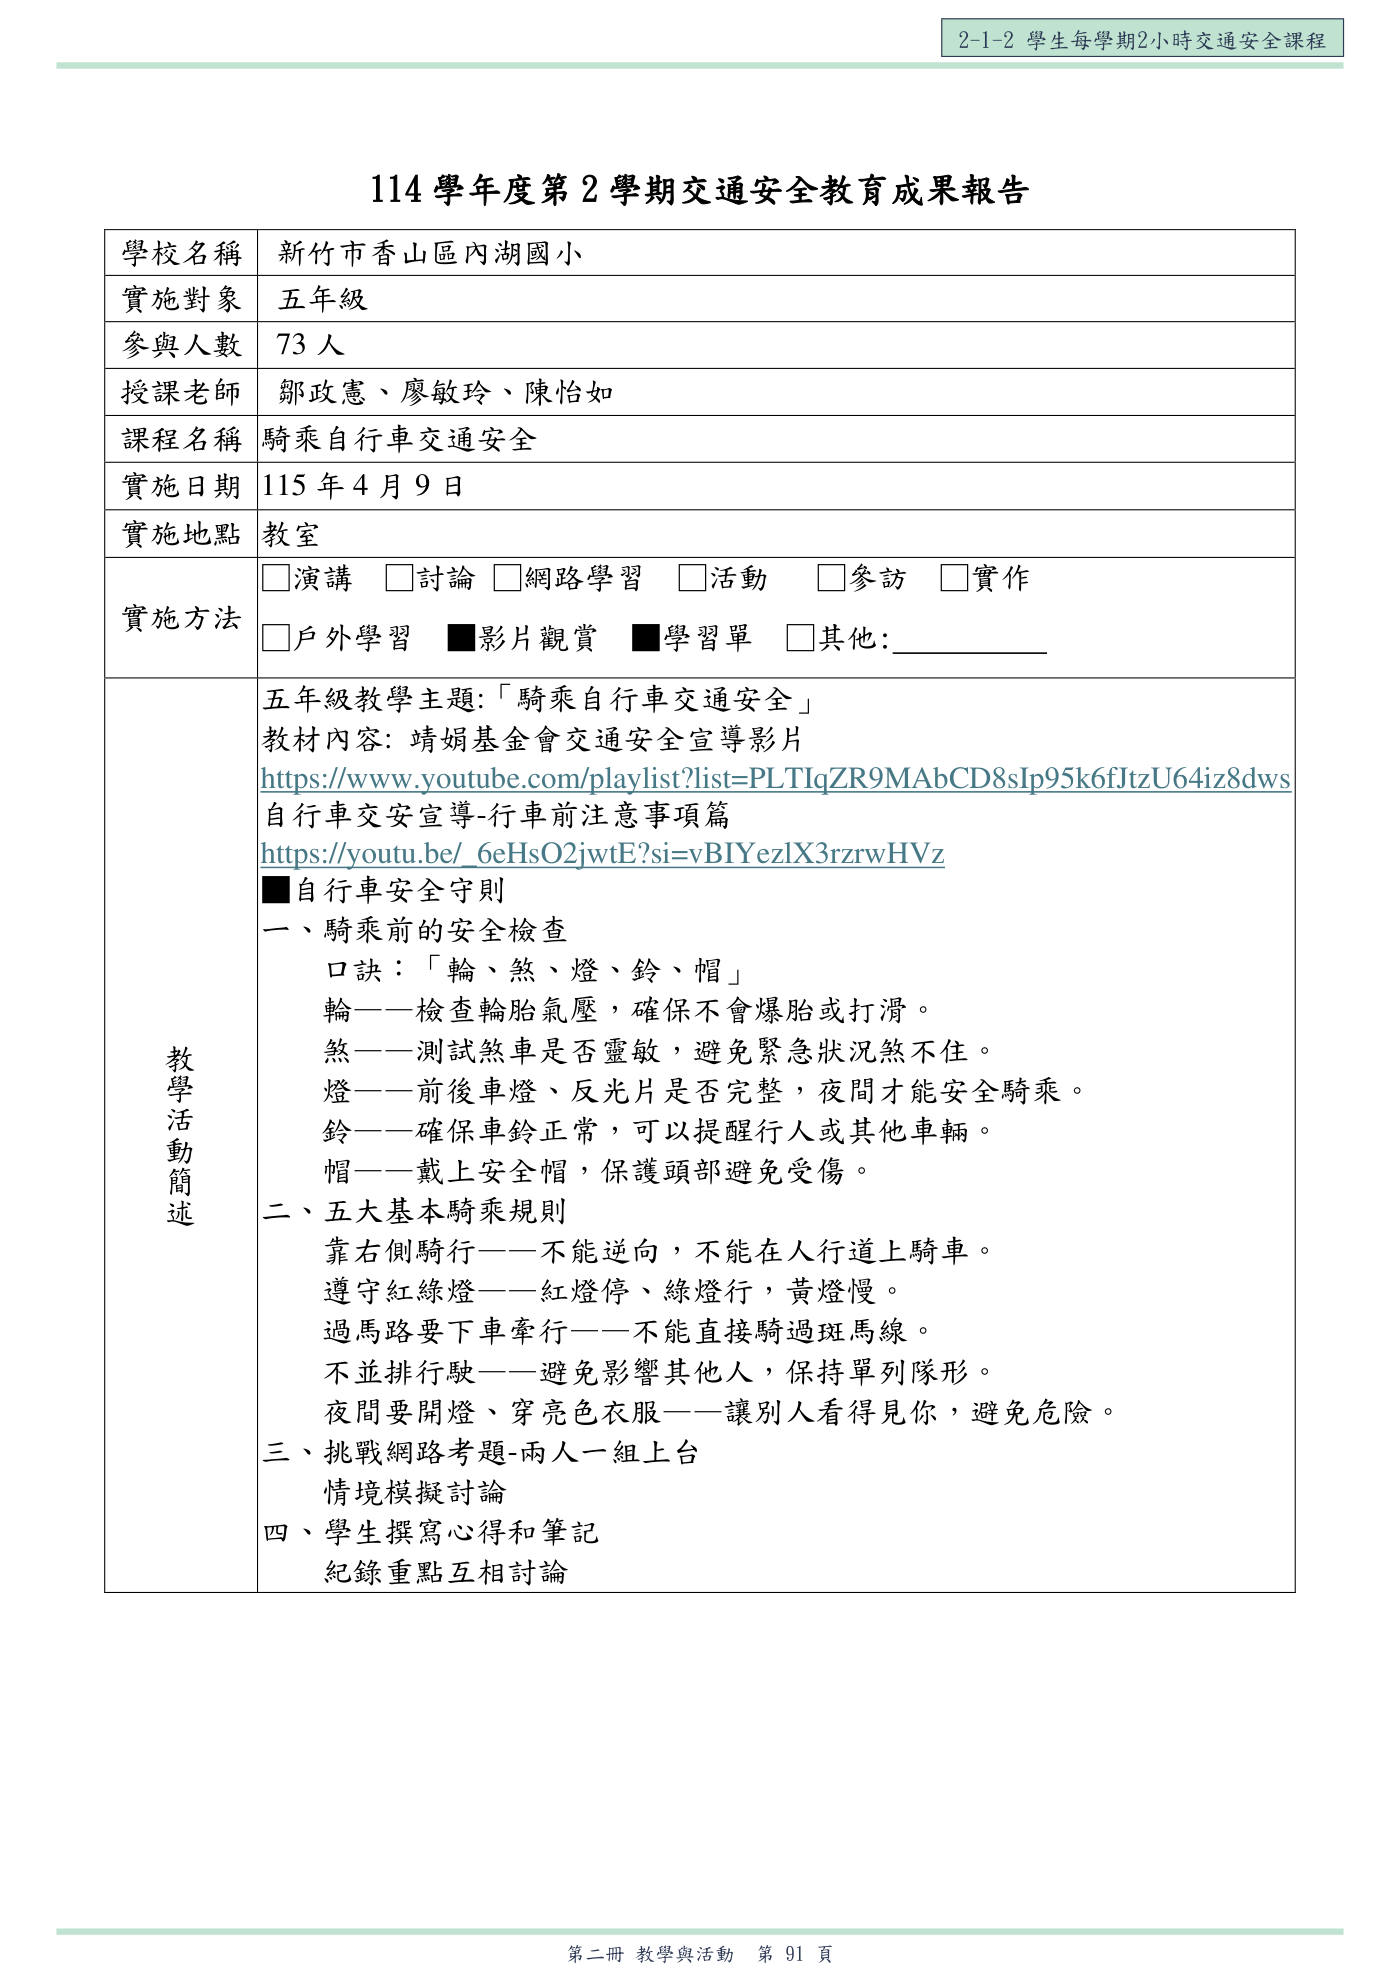 2-1-2 學生每學期2小時交通安全課程
114 學年度第 2 學期交通安全教育成果報告
學校名稱 新竹市香山區內湖國小
實施對象 五年級
參與人數 73 人
授課老師 鄒政憲、廖敏玲、陳怡如
課程名稱 騎乘自行車交通安全
實施日期 115 年 4 月 9 日
實施地點 教室
實施方法
□演講 □討論 □網路學習 □活動 □參訪 □實作
□戶外學習 ■影片觀賞 ■學習單 □其他:__________
教學活動簡述
五年級教學主題:「騎乘自行車交通安全」
教材內容: 靖娟基金會交通安全宣導影片
https://www.youtube.com/playlist?list=PLTIqZR9MAbCD8sIp95k6fJtzU64iz8dws
自行車交安宣導-行車前注意事項篇
https://youtu.be/_6eHsO2jwtE?si=vBIYezlX3rzrwHVz
■自行車安全守則
一、騎乘前的安全檢查
口訣：「輪、煞、燈、鈴、帽」
輪——檢查輪胎氣壓，確保不會爆胎或打滑。
煞——測試煞車是否靈敏，避免緊急狀況煞不住。
燈——前後車燈、反光片是否完整，夜間才能安全騎乘。
鈴——確保車鈴正常，可以提醒行人或其他車輛。
帽——戴上安全帽，保護頭部避免受傷。
二、五大基本騎乘規則
靠右側騎行——不能逆向，不能在人行道上騎車。
遵守紅綠燈——紅燈停、綠燈行，黃燈慢。
過馬路要下車牽行——不能直接騎過斑馬線。
不並排行駛——避免影響其他人，保持單列隊形。
夜間要開燈、穿亮色衣服——讓別人看得見你，避免危險。
三、挑戰網路考題-兩人一組上台
情境模擬討論
四、學生撰寫心得和筆記
紀錄重點互相討論
第二冊 教學與活動 第 91 頁